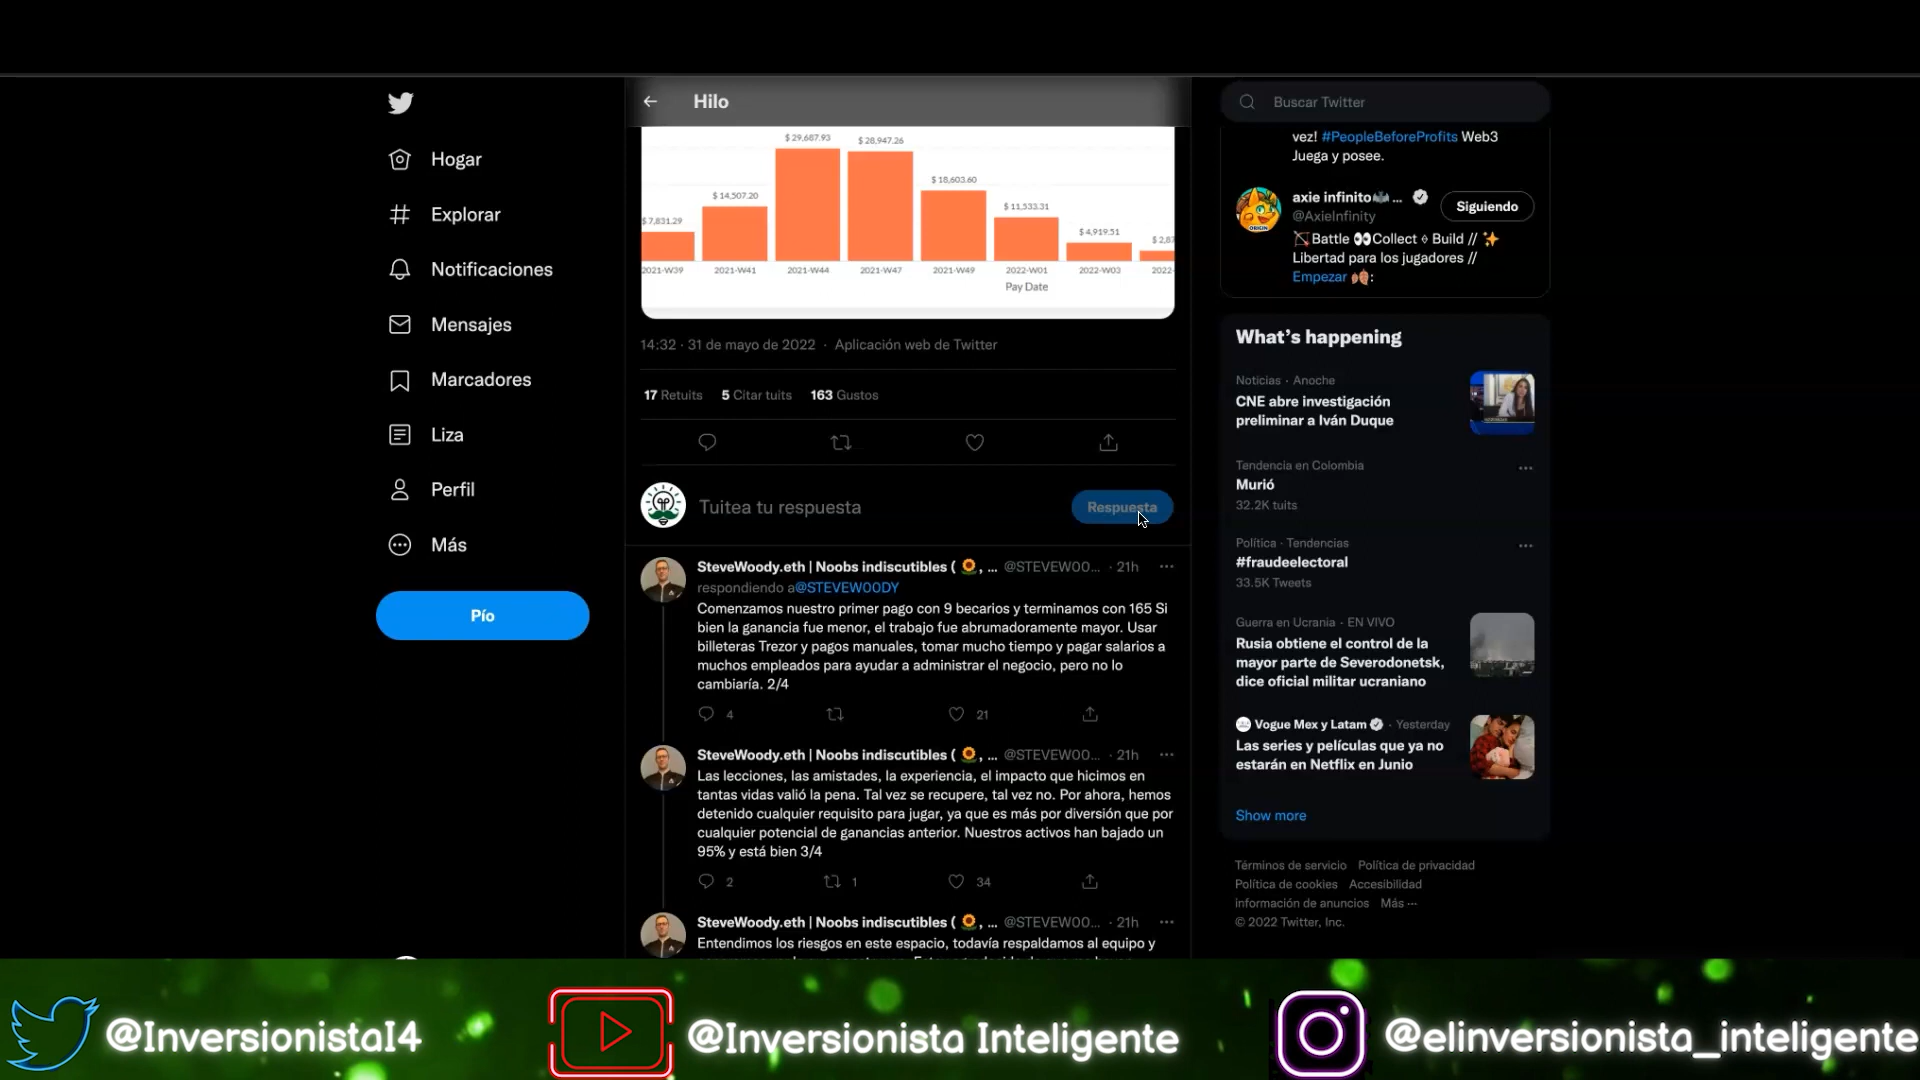 Hogar
Explorar
Notificaciones
Mensajes
Marcadores
Liza
Perfil
Más
Pío
Hilo
$ 29,687.93
$ 28,947.26
$ 18,603.60
$ 14,507.20
$ 11,533.31
$ 7,831.29
$ 4,919.51
$ 2,87
2021-W39
2021-W41
2021-W44
2021-W47
2021-W49
2022-W01
2022-W03
2022-
Pay Date
14:32 · 31 de mayo de 2022 · Aplicación web de Twitter
17 Retuits 5 Citar tuits 163 Gustos
Tuitea tu respuesta
Respuesta
SteveWoody.eth | Noobs indiscutibles ( 🌻, ... @STEVEWOO... · 21h
respondiendo a@STEVEWOODY
Comenzamos nuestro primer pago con 9 becarios y terminamos con 165 Si
bien la ganancia fue menor, el trabajo fue abrumadoramente mayor. Usar
billeteras Trezor y pagos manuales, tomar mucho tiempo y pagar salarios a
muchos empleados para ayudar a administrar el negocio, pero no lo
cambiaría. 2/4
4 21
SteveWoody.eth | Noobs indiscutibles ( 🌻, ... @STEVEWOO... · 21h
Las lecciones, las amistades, la experiencia, el impacto que hicimos en
tantas vidas valió la pena. Tal vez se recupere, tal vez no. Por ahora, hemos
detenido cualquier requisito para jugar, ya que es más por diversión que por
cualquier potencial de ganancias anterior. Nuestros activos han bajado un
95% y está bien 3/4
2 1 34
SteveWoody.eth | Noobs indiscutibles ( 🌻, ... @STEVEWOO... · 21h
Entendimos los riesgos en este espacio, todavía respaldamos al equipo y
Buscar Twitter
vez! #PeopleBeforeProfits Web3
Juega y posee.
axie infinito🦇...
@AxieInfinity
Siguiendo
ORIGIN
🏹Battle 👀Collect ⬨ Build // ✨
Libertad para los jugadores //
Empezar 👏🏽:
What's happening
Noticias · Anoche
CNE abre investigación
preliminar a Iván Duque
Tendencia en Colombia
Murió
32.2K tuits
Política · Tendencias
#fraudeelectoral
33.5K Tweets
Guerra en Ucrania · EN VIVO
Rusia obtiene el control de la
mayor parte de Severodonetsk,
dice oficial militar ucraniano
Vogue Mex y Latam · Yesterday
Las series y películas que ya no
estarán en Netflix en Junio
Show more
Términos de servicio Política de privacidad
Política de cookies Accesibilidad
información de anuncios Más ···
© 2022 Twitter, Inc.
@InversionistaI4
@Inversionista Inteligente
@elinversionista_inteligente